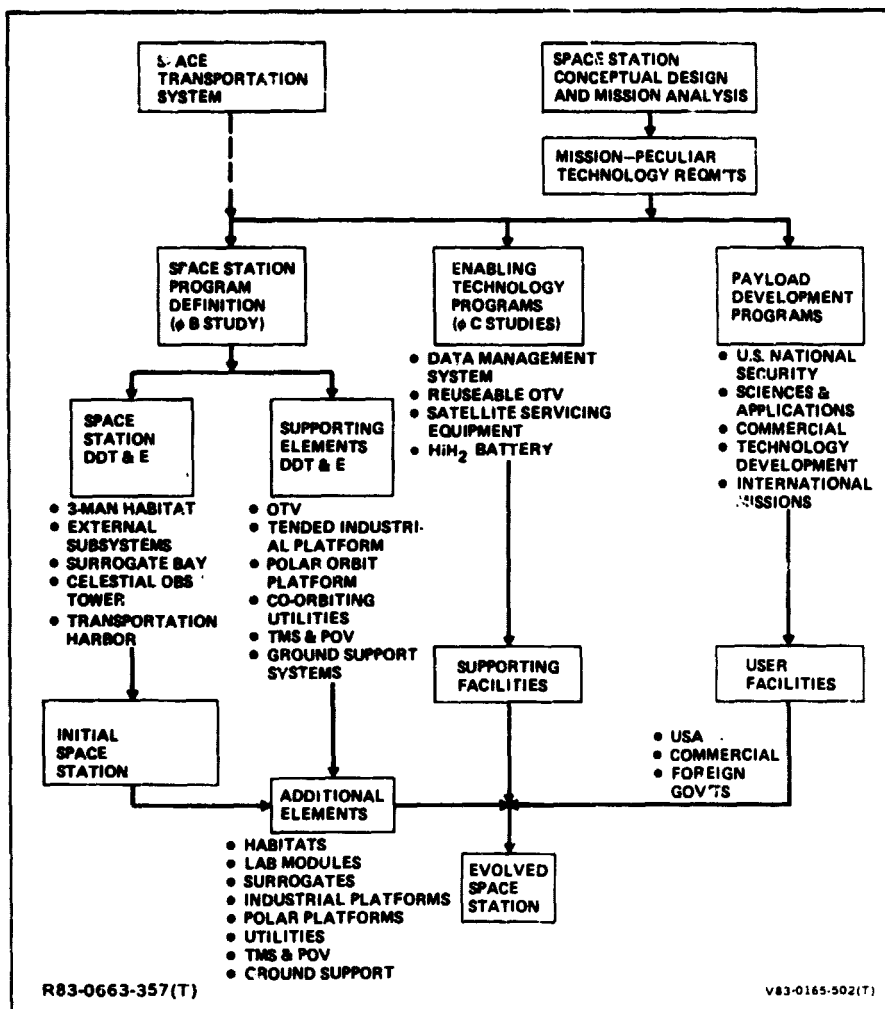 SPACE
TRANSPORTATION
SYSTEM
SPACE STATION
CONCEPTUAL DESIGN
AND MISSION ANALYSIS
MISSION–PECULIAR
TECHNOLOGY REQM'TS
SPACE STATION
PROGRAM
DEFINITION
(φ B STUDY)
ENABLING
TECHNOLOGY
PROGRAMS
(φ C STUDIES)
PAYLOAD
DEVELOPMENT
PROGRAMS
• DATA MANAGEMENT
SYSTEM
• REUSEABLE OTV
• SATELLITE SERVICING
EQUIPMENT
• HiH₂ BATTERY
• U.S. NATIONAL
SECURITY
• SCIENCES &
APPLICATIONS
• COMMERCIAL
• TECHNOLOGY
DEVELOPMENT
• INTERNATIONAL
MISSIONS
SPACE
STATION
DDT & E
SUPPORTING
ELEMENTS
DDT & E
• 3-MAN HABITAT
• EXTERNAL
SUBSYSTEMS
• SURROGATE BAY
• CELESTIAL OBS
TOWER
• TRANSPORTATION
HARBOR
• OTV
• TENDED INDUSTRI-
AL PLATFORM
• POLAR ORBIT
PLATFORM
• CO-ORBITING
UTILITIES
• TMS & POV
• GROUND SUPPORT
SYSTEMS
SUPPORTING
FACILITIES
USER
FACILITIES
INITIAL
SPACE
STATION
• USA
• COMMERCIAL
• FOREIGN
GOV'TS
ADDITIONAL
ELEMENTS
• HABITATS
• LAB MODULES
• SURROGATES
• INDUSTRIAL PLATFORMS
• POLAR PLATFORMS
• UTILITIES
• TMS & POV
• GROUND SUPPORT
EVOLVED
SPACE
STATION
R83-0663-357(T)
V83-0165-502(T)